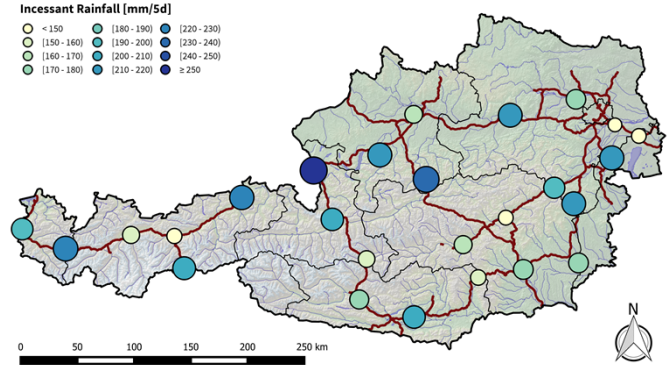 Incessant Rainfall [mm/5d]
< 150 [180 - 190) [220 - 230)
[150 - 160) [190 - 200) [230 - 240)
[160 - 170) [200 - 210) [240 - 250)
[170 - 180) [210 - 220) ≥ 250
N
0 50 100 150 200 250 km